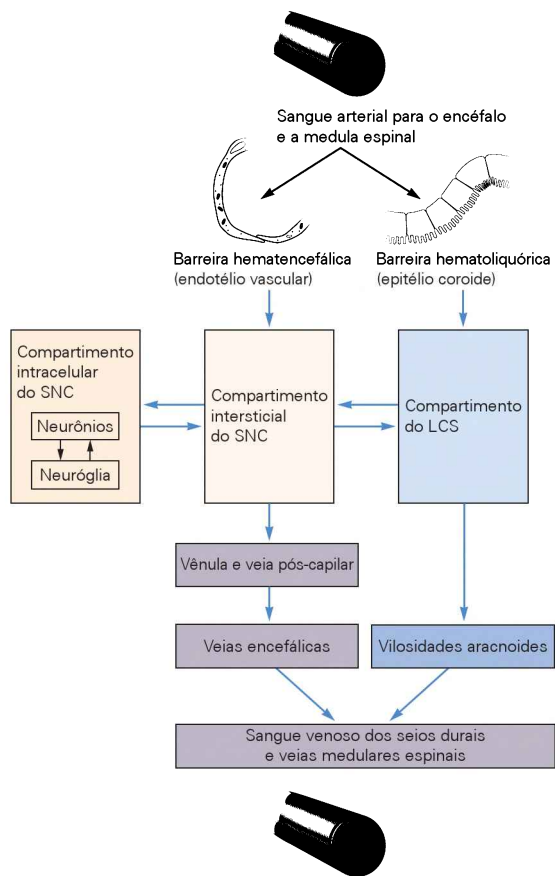 Sangue arterial para o encéfalo
e a medula espinal
Barreira hematencefálica
(endotélio vascular)
Barreira hematoliquórica
(epitélio coroide)
Compartimento
intracelular
do SNC
Neurônios
Neuróglia
Compartimento
intersticial
do SNC
Compartimento
do LCS
Vênula e veia pós-capilar
Veias encefálicas
Vilosidades aracnoides
Sangue venoso dos seios durais
e veias medulares espinais